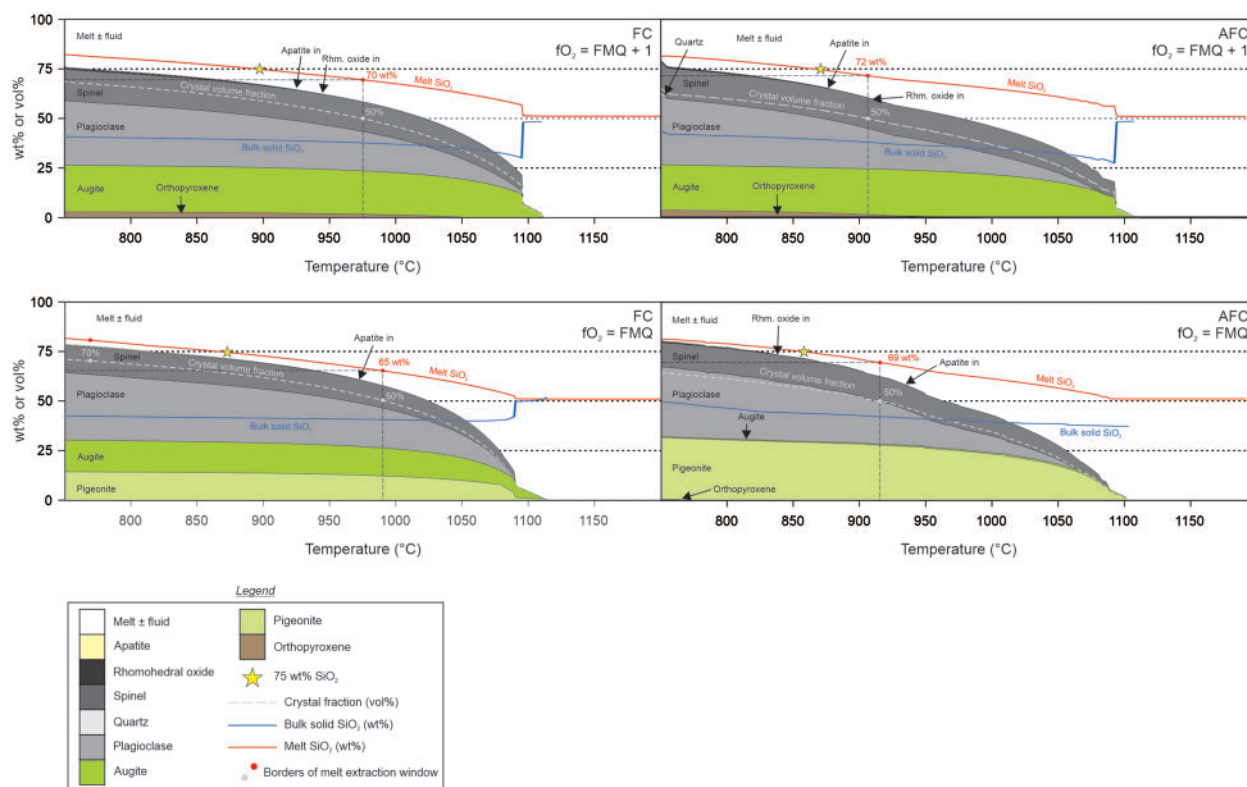 100
75
50
25
0
wt% or vol%
Melt ± fluid
Apatite in
Rhm. oxide in
70 wt%
Melt SiO₂
FC
fO₂ = FMQ + 1
Spinel
Crystal volume fraction
50%
Plagioclase
Bulk solid SiO₂
Augite
Orthopyroxene
800 850 900 950 1000 1050 1100 1150
Temperature (°C)
Quartz
Melt ± fluid
Apatite in
72 wt%
Rhm. oxide in
Melt SiO₂
AFC
fO₂ = FMQ + 1
Spinel
Crystal volume fraction
50%
Plagioclase
Bulk solid SiO₂
Augite
Orthopyroxene
800 850 900 950 1000 1050 1100 1150
Temperature (°C)
100
75
50
25
0
wt% or vol%
Melt ± fluid
Apatite in
65 wt%
Melt SiO₂
FC
fO₂ = FMQ
70%
Spinel
Crystal volume fraction
50%
Plagioclase
Bulk solid SiO₂
Augite
Pigeonite
800 850 900 950 1000 1050 1100 1150
Temperature (°C)
Melt ± fluid
Rhm. oxide in
69 wt%
Apatite in
Melt SiO₂
AFC
fO₂ = FMQ
Spinel
Crystal volume fraction
50%
Plagioclase
Augite
Bulk solid SiO₂
Pigeonite
Orthopyroxene
800 850 900 950 1000 1050 1100 1150
Temperature (°C)
Legend
Melt ± fluid
Apatite
Rhomohedral oxide
Spinel
Quartz
Plagioclase
Augite
Pigeonite
Orthopyroxene
75 wt% SiO₂
Crystal fraction (vol%)
Bulk solid SiO₂ (wt%)
Melt SiO₂ (wt%)
Borders of melt extraction window